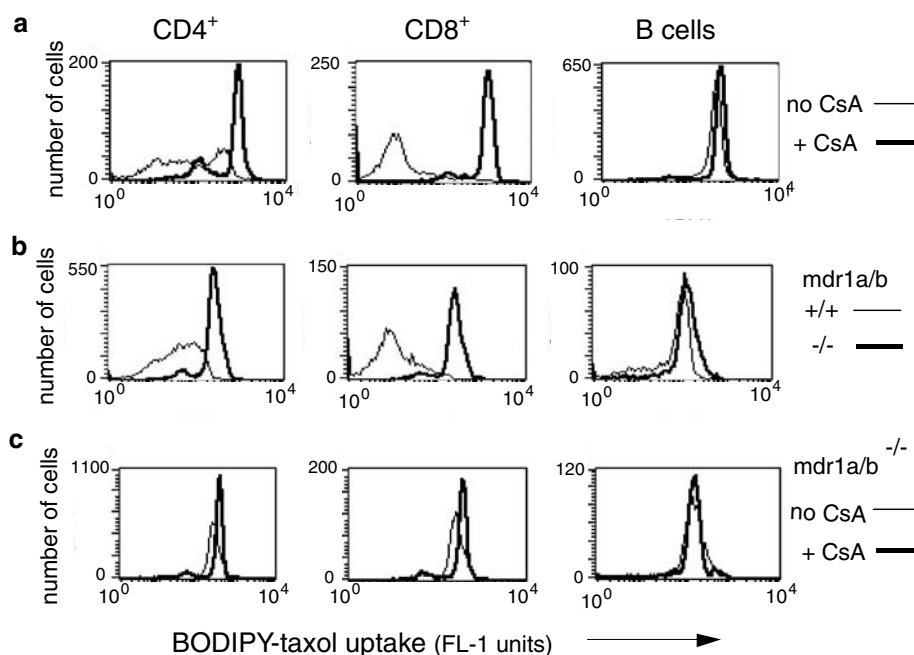 a
CD4+
CD8+
B cells
number of cells
200
0
10^0
10^4
250
0
10^0
10^4
650
0
10^0
10^4
no CsA
+ CsA
b
number of cells
550
0
10^0
10^4
150
0
10^0
10^4
100
0
10^0
10^4
mdr1a/b
+/+
-/-
c
number of cells
1100
0
10^0
10^4
200
0
10^0
10^4
120
0
10^0
10^4
mdr1a/b -/-
no CsA
+ CsA
BODIPY-taxol uptake (FL-1 units)